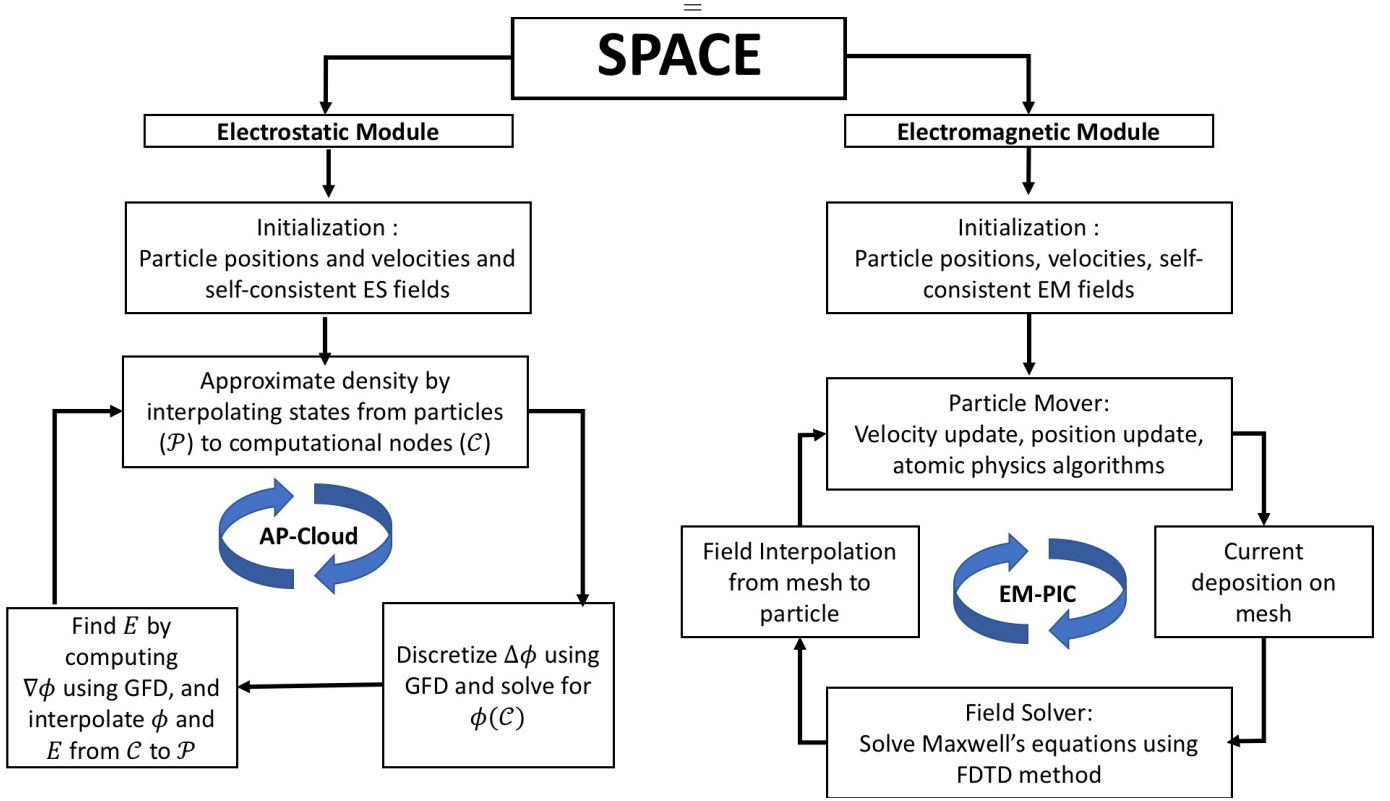 =
SPACE
Electrostatic Module
Initialization :
Particle positions and velocities and
self-consistent ES fields
Approximate density by
interpolating states from particles
(𝒫) to computational nodes (𝒞)
AP-Cloud
Discretize Δϕ using
GFD and solve for
ϕ(𝒞)
Find 𝐸 by
computing
∇ϕ using GFD, and
interpolate ϕ and
𝐸 from 𝒞 to 𝒫
Electromagnetic Module
Initialization :
Particle positions, velocities, self-
consistent EM fields
Particle Mover:
Velocity update, position update,
atomic physics algorithms
Field Interpolation
from mesh to
particle
EM-PIC
Current
deposition on
mesh
Field Solver:
Solve Maxwell’s equations using
FDTD method